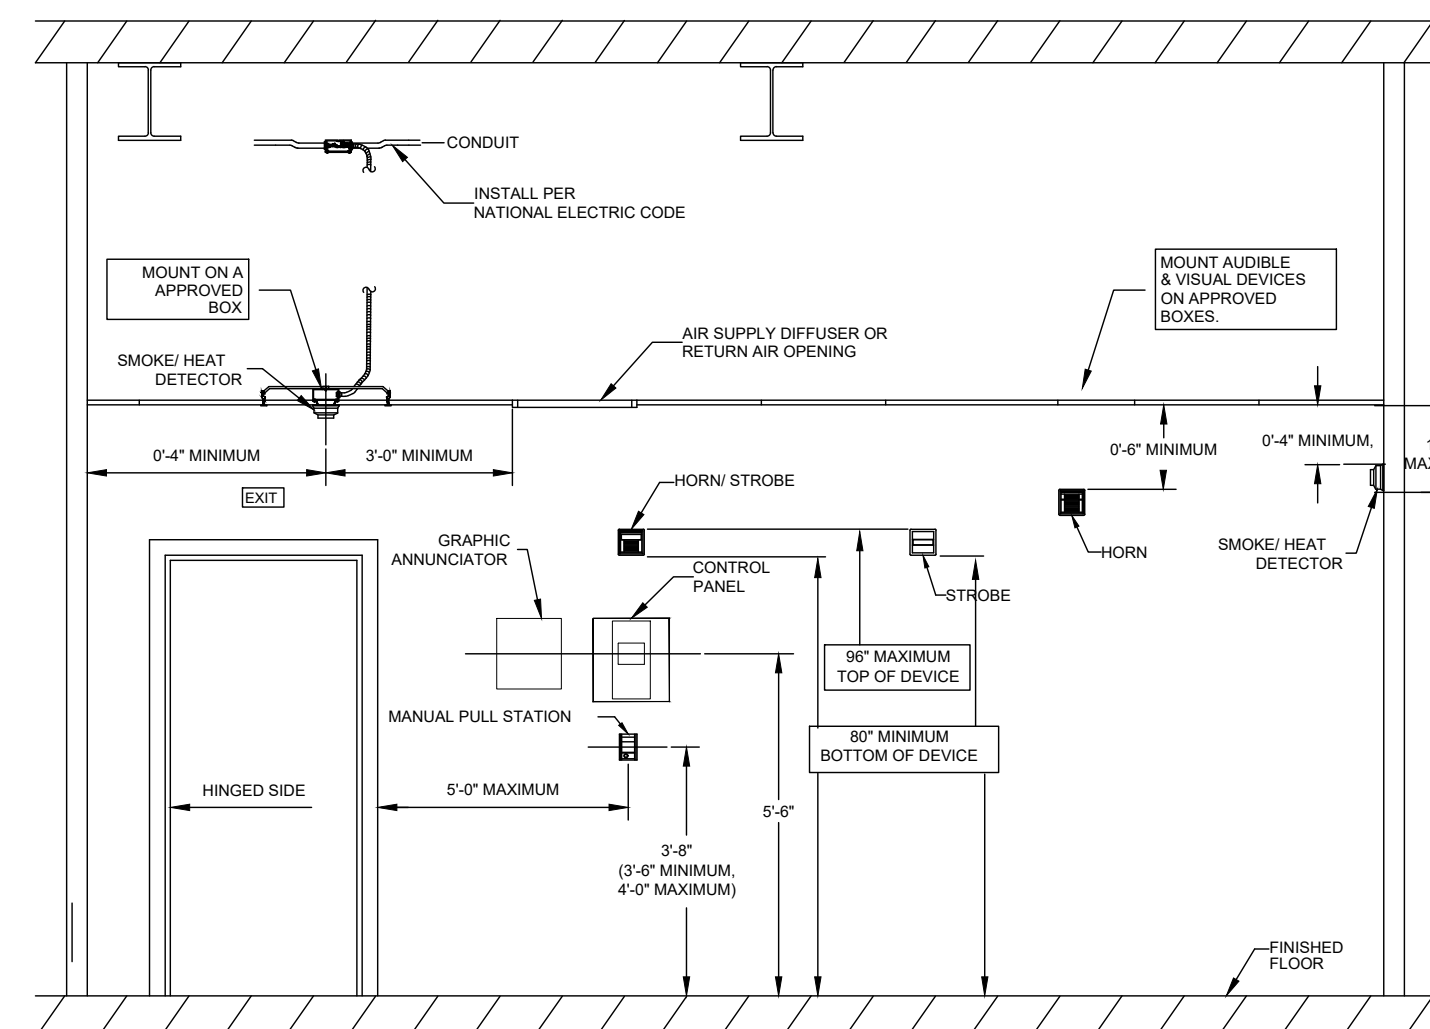 CONDUIT
INSTALL PER
NATIONAL ELECTRIC CODE
MOUNT ON A
APPROVED
BOX
MOUNT AUDIBLE
& VISUAL DEVICES
ON APPROVED
BOXES.
AIR SUPPLY DIFFUSER OR
RETURN AIR OPENING
SMOKE/ HEAT
DETECTOR
0'-4" MINIMUM
3'-0" MINIMUM
0'-6" MINIMUM
0'-4" MINIMUM,
EXIT
HORN/ STROBE
GRAPHIC
ANNUNCIATOR
CONTROL
PANEL
HORN
STROBE
SMOKE/ HEAT
DETECTOR
96" MAXIMUM
TOP OF DEVICE
MANUAL PULL STATION
80" MINIMUM
BOTTOM OF DEVICE
HINGED SIDE
5'-0" MAXIMUM
5'-6"
3'-8"
(3'-6" MINIMUM,
4'-0" MAXIMUM)
FINISHED
FLOOR